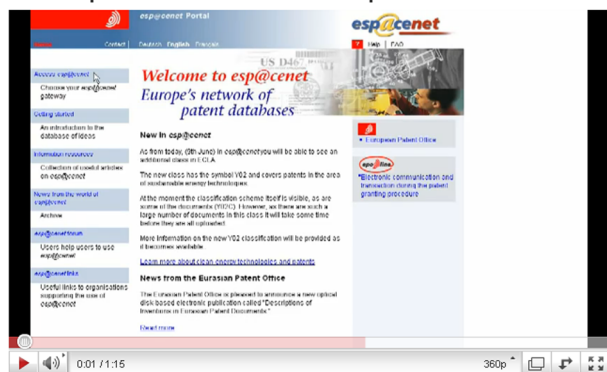 esp@cenet Portal
esp@cenet
Contact
Deutsch English Français
? Help FAQ
Access esp@cenet
Choose your esp@cenet
gateway
Getting started
An introduction to the
database of ideas
Information resources
Collection of useful articles
on esp@cenet
News from the world of
esp@cenet
Archive
esp@cenet forum
Users help users to use
esp@cenet
esp@cenet links
Useful links to organisations
supporting the use of
esp@cenet
US D467
Welcome to esp@cenet
Europe's network of
patent databases
New in esp@cenet
As from today, (9th June) in esp@cenet you will be able to see an
additional class in ECLA.
The new class has the symbol Y02 and covers patents in the area
of sustainable energy technologies.
At the moment the classification scheme itself is visible, as are
some of the documents (Y02C). However, as there are such a
large number of documents in this class it will take some time
before they are all uploaded.
More information on the new Y02 classification will be provided as
it becomes available.
Learn more about clean energy technologies and patents
News from the Eurasian Patent Office
The Eurasian Patent Office is pleased to announce a new optical
disk based electronic publication called "Descriptions of
Inventions in Eurasian Patent Documents."
Read more
European Patent Office
epoline
Electronic communication and
transaction during the patent
granting procedure
0:01 / 1:15
360p